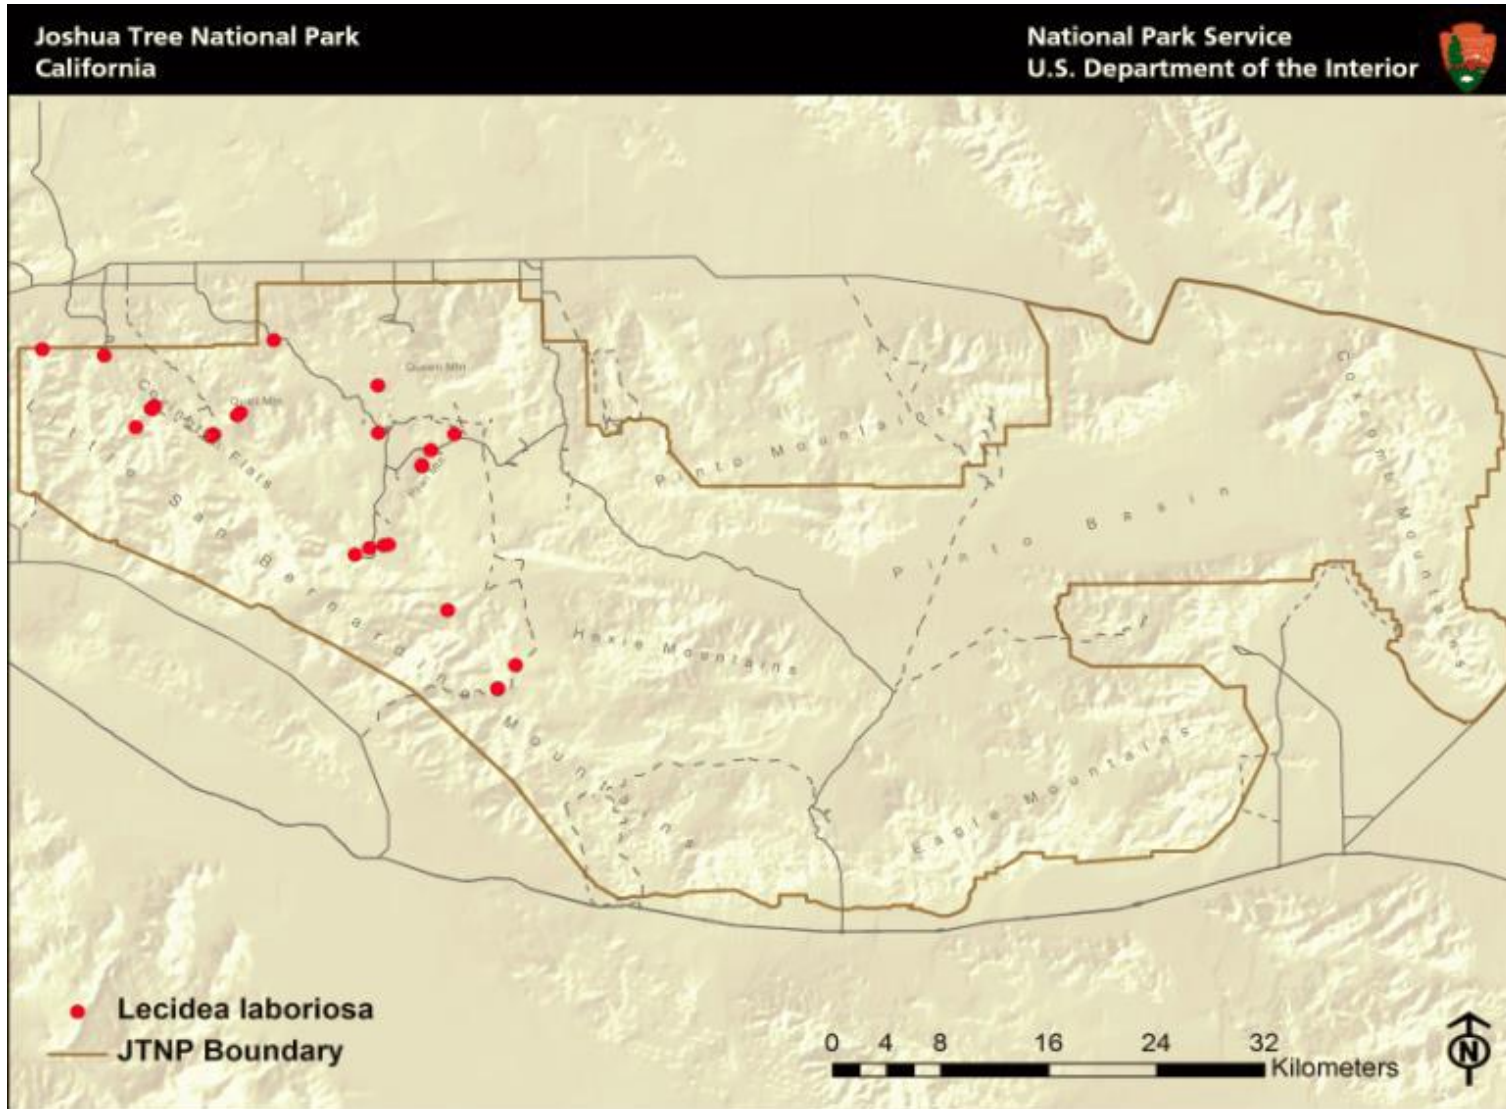 Joshua Tree National Park
California
National Park Service
U.S. Department of the Interior
Queen Mtn
Quail Mtn
Covington Flats
Little San Bernardino Mountains
Pinto Mountains
Pinto Basin
Coxcomb Mountains
Hexie Mountains
Eagle Mountains
Lecidea laboriosa
JTNP Boundary
0 4 8 16 24 32
Kilometers
N